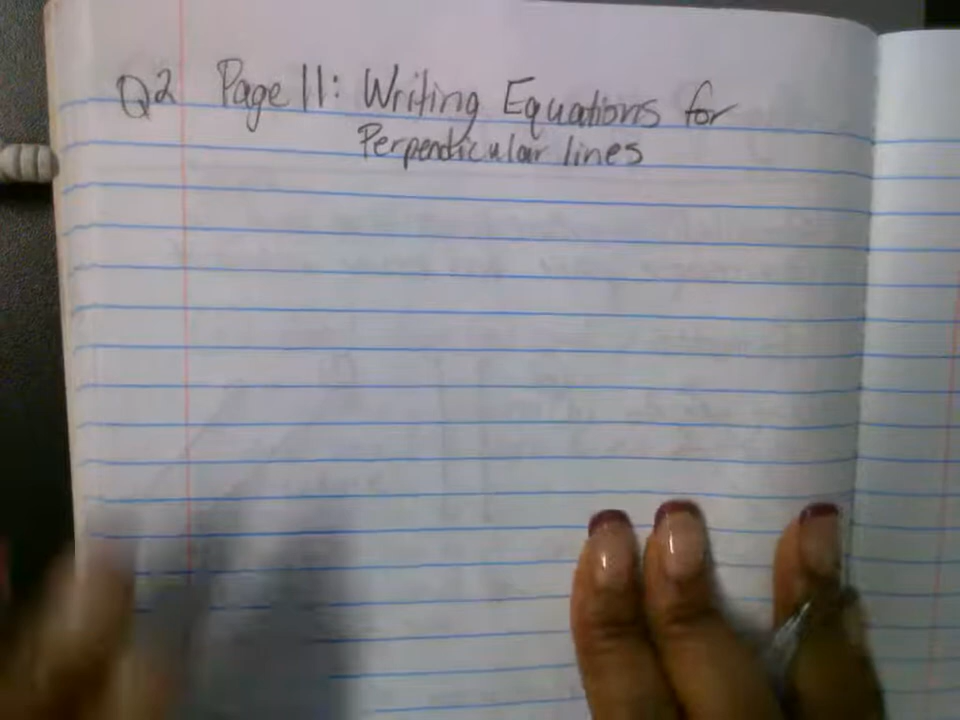 Q2 Page 11: Writing Equations for
Perpendicular lines